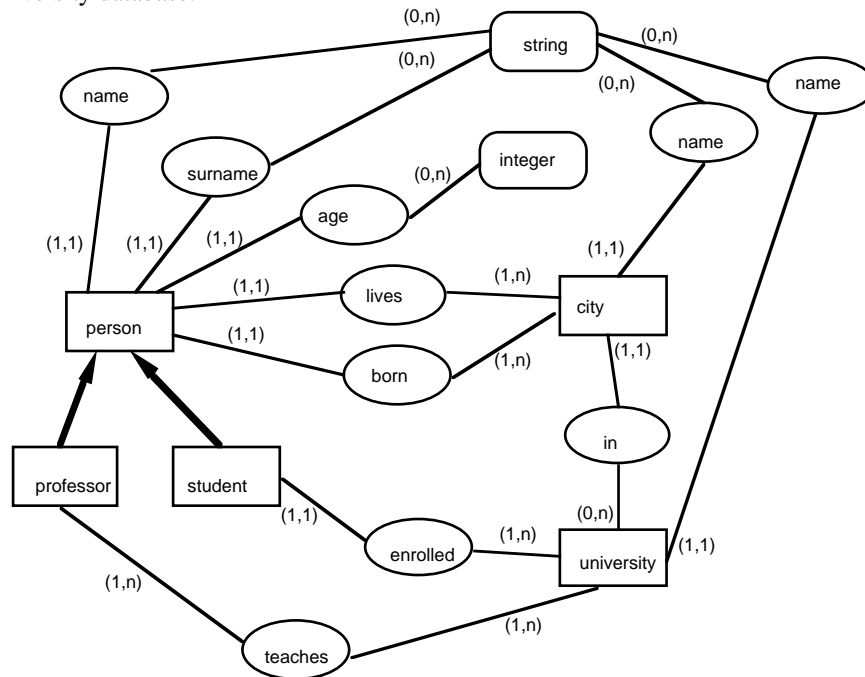 (0,n)
string
(0,n)
name
(0,n)
(0,n)
name
name
surname
(0,n)
integer
age
(1,1)
(1,1)
(1,1)
(1,1)
(1,1)
lives
(1,n)
city
person
(1,1)
born
(1,n)
(1,1)
in
professor
student
(1,1)
(0,n)
(1,n)
enrolled
university
(1,1)
(1,n)
(1,n)
teaches